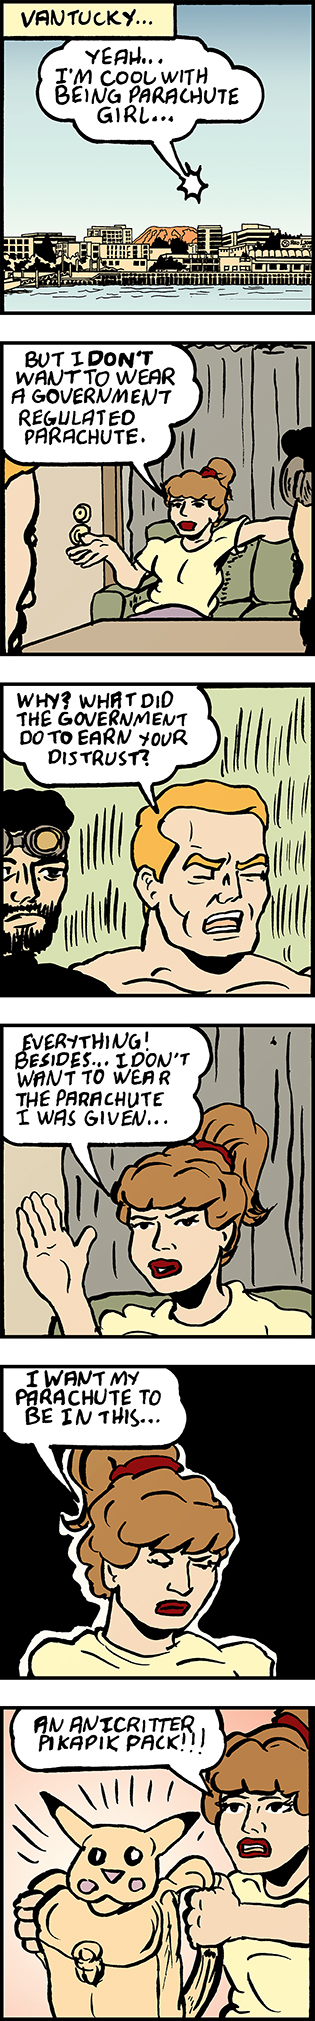 VANTUCKY...
YEAH...
I'M COOL WITH
BEING PARACHUTE
GIRL...
BUT I DON'T
WANT TO WEAR
A GOVERNMENT
REGULATED
PARACHUTE.
WHY? WHAT DID
THE GOVERNMENT
DO TO EARN YOUR
DISTRUST?
EVERYTHING!
BESIDES... I DON'T
WANT TO WEAR
THE PARACHUTE
I WAS GIVEN...
I WANT MY
PARACHUTE TO
BE IN THIS...
AN ANICRITTER
PIKAPIK PACK!!!